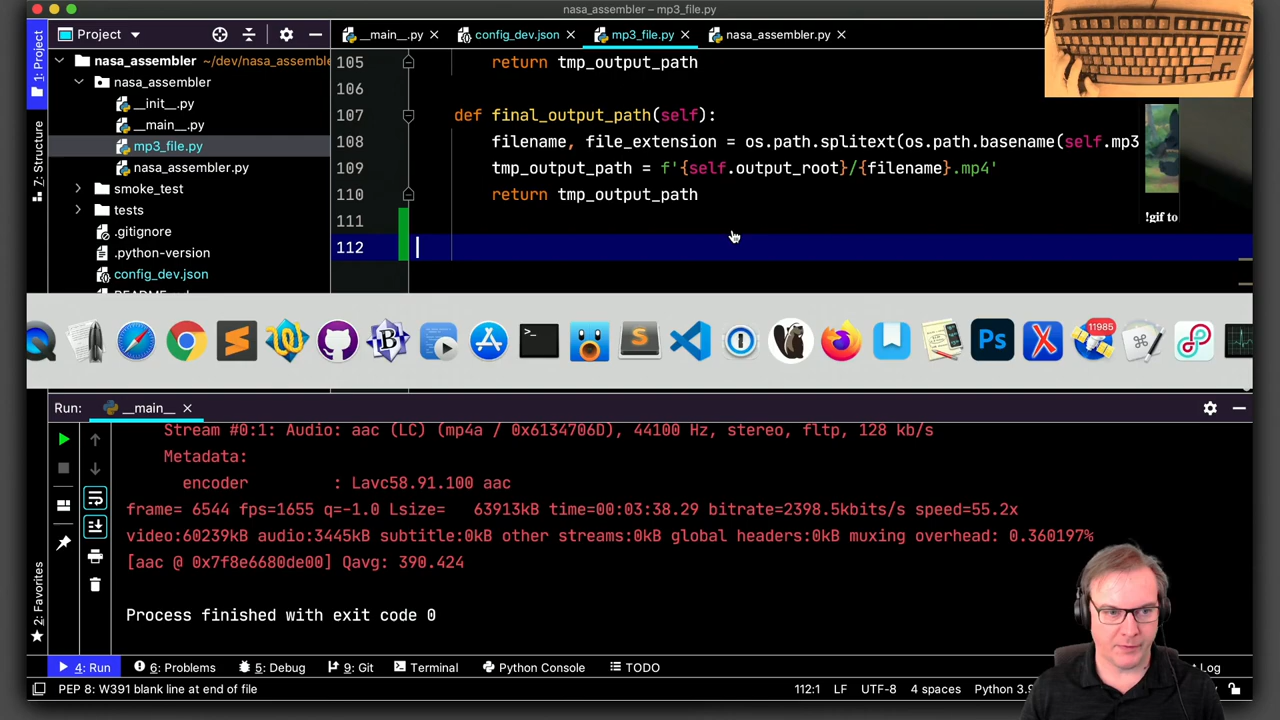 nasa_assembler – mp3_file.py
Project
__main__.py
config_dev.json
mp3_file.py
nasa_assembler.py
1: Project
7: Structure
2: Favorites
nasa_assembler ~/dev/nasa_assemble
nasa_assembler
__init__.py
__main__.py
mp3_file.py
nasa_assembler.py
smoke_test
tests
.gitignore
.python-version
config_dev.json
105 return tmp_output_path
106
107 def final_output_path(self):
108 filename, file_extension = os.path.splitext(os.path.basename(self.mp3
109 tmp_output_path = f'{self.output_root}/{filename}.mp4'
110 return tmp_output_path
111
112
!gif to
11985
Run: __main__
Stream #0:1: Audio: aac (LC) (mp4a / 0x6134706D), 44100 Hz, stereo, fltp, 128 kb/s
Metadata:
encoder : Lavc58.91.100 aac
frame= 6544 fps=1655 q=-1.0 Lsize= 63913kB time=00:03:38.29 bitrate=2398.5kbits/s speed=55.2x
video:60239kB audio:3445kB subtitle:0kB other streams:0kB global headers:0kB muxing overhead: 0.360197%
[aac @ 0x7f8e6680de00] Qavg: 390.424
Process finished with exit code 0
4: Run
6: Problems
5: Debug
9: Git
Terminal
Python Console
TODO
Log
PEP 8: W391 blank line at end of file
112:1 LF UTF-8 4 spaces Python 3.9